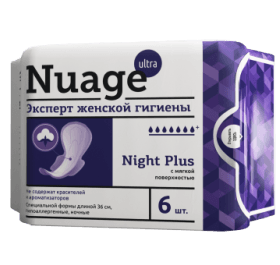 Nuage
ultra
Эксперт женской гигиены
Night Plus
с мягкой
поверхностью
Не содержат красителей
и ароматизаторов
Специальной формы длиной 36 см,
гипоаллергенные, ночные
6 шт.